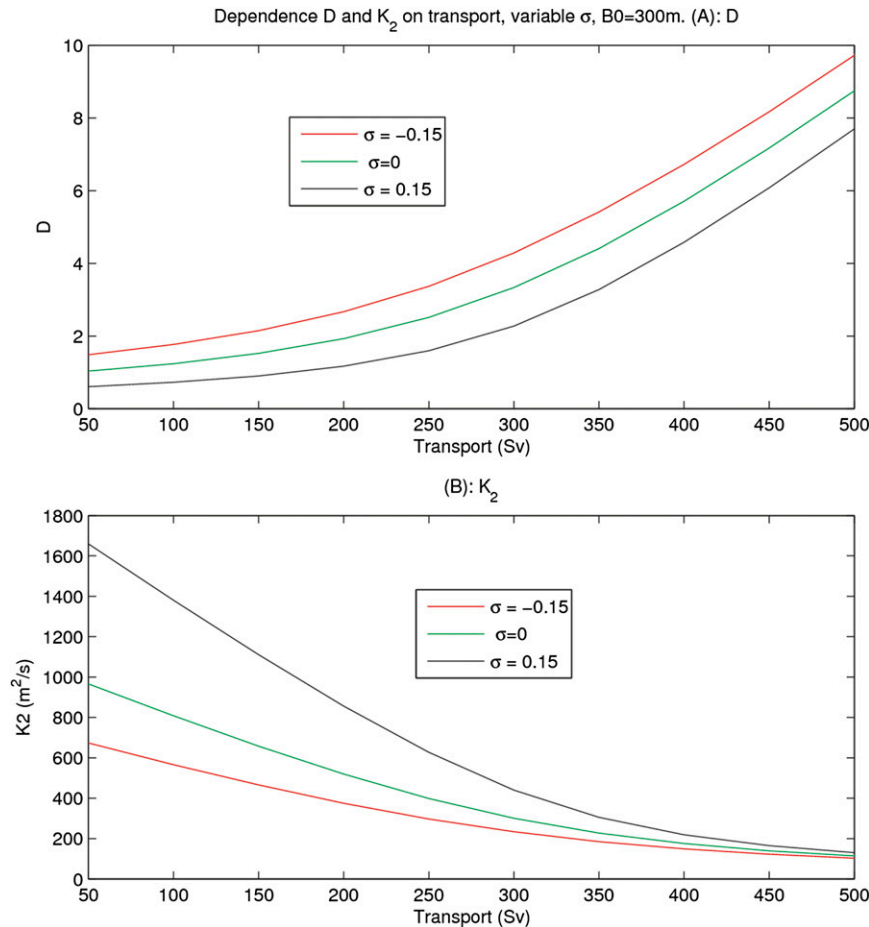 Dependence D and K2 on transport, variable σ, B0=300m. (A): D
10
8
6
4
2
0
D
σ = −0.15
σ=0
σ = 0.15
50 100 150 200 250 300 350 400 450 500
Transport (Sv)
(B): K2
1800
1600
1400
1200
1000
800
600
400
200
0
K2 (m2/s)
σ = −0.15
σ=0
σ = 0.15
50 100 150 200 250 300 350 400 450 500
Transport (Sv)